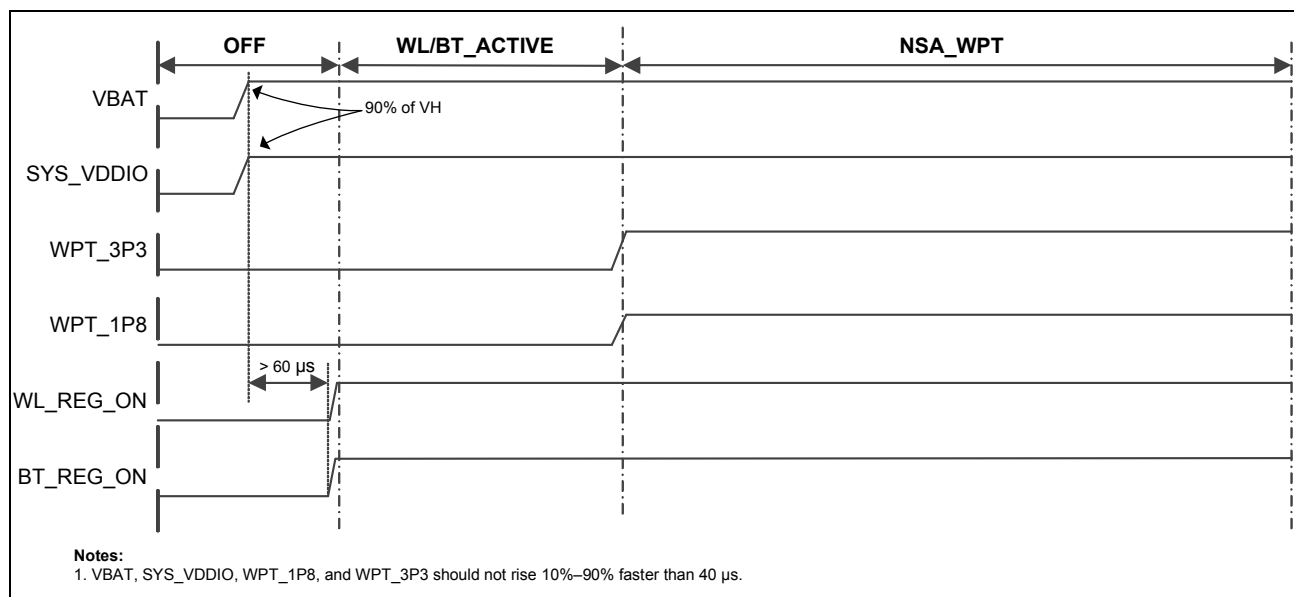 OFF
WL/BT_ACTIVE
NSA_WPT
VBAT
90% of VH
SYS_VDDIO
WPT_3P3
WPT_1P8
> 60 µs
WL_REG_ON
BT_REG_ON
Notes:
1. VBAT, SYS_VDDIO, WPT_1P8, and WPT_3P3 should not rise 10%–90% faster than 40 µs.